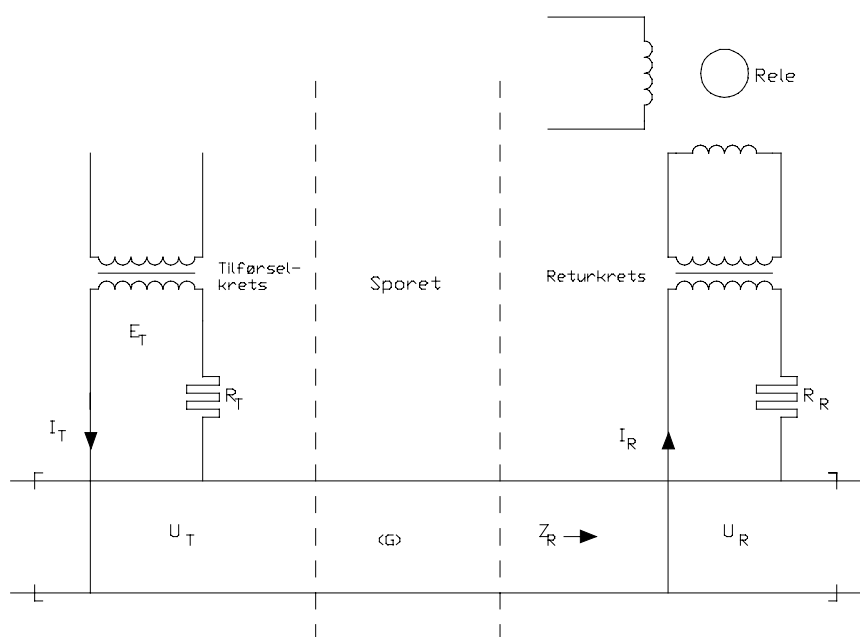 Rele
Tilførsel-
krets
Sporet
Returkrets
E_T
R_T
R_R
I_T
I_R
U_T
(G)
Z_R
U_R